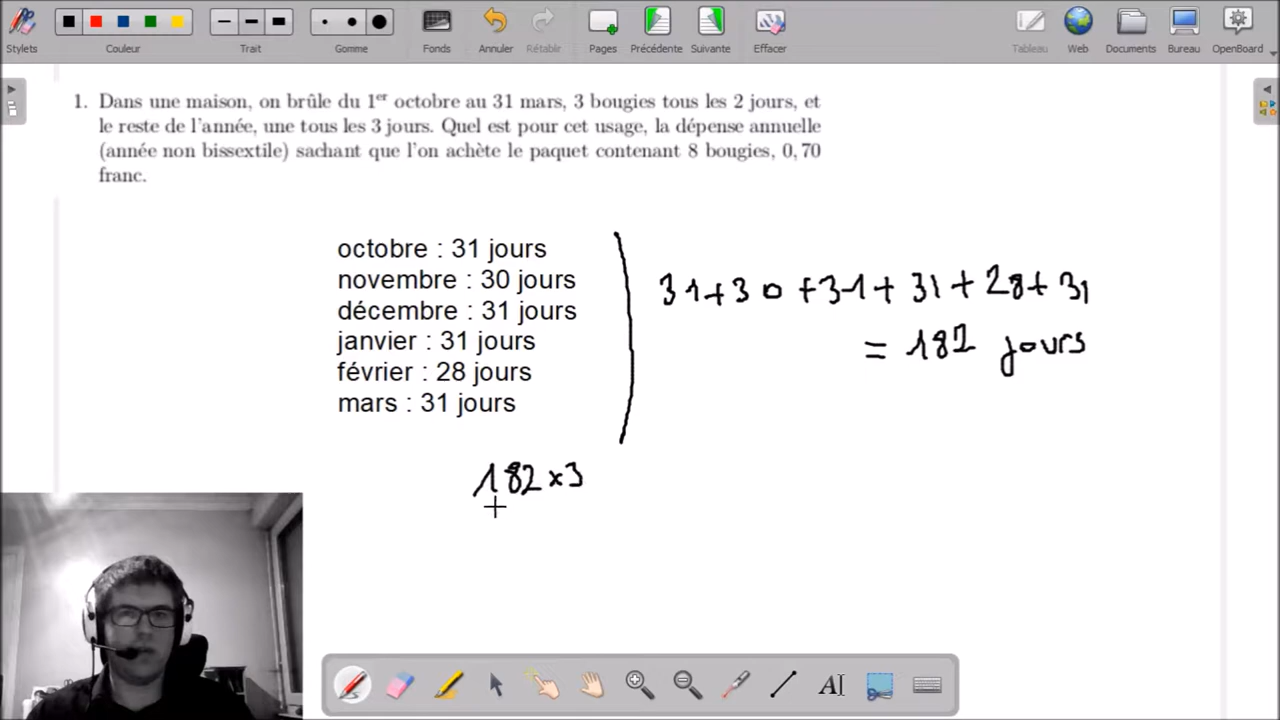 Stylets Couleur Trait Gomme Fonds Annuler Rétablir Pages Précédente Suivante Effacer Tableau Web Documents Bureau OpenBoard
1. Dans une maison, on brûle du 1er octobre au 31 mars, 3 bougies tous les 2 jours, et
le reste de l'année, une tous les 3 jours. Quel est pour cet usage, la dépense annuelle
(année non bissextile) sachant que l'on achète le paquet contenant 8 bougies, 0, 70
franc.
octobre : 31 jours
novembre : 30 jours
décembre : 31 jours
janvier : 31 jours
février : 28 jours
mars : 31 jours
31+30+31+31+28+31
= 182 jours
182×3
AI